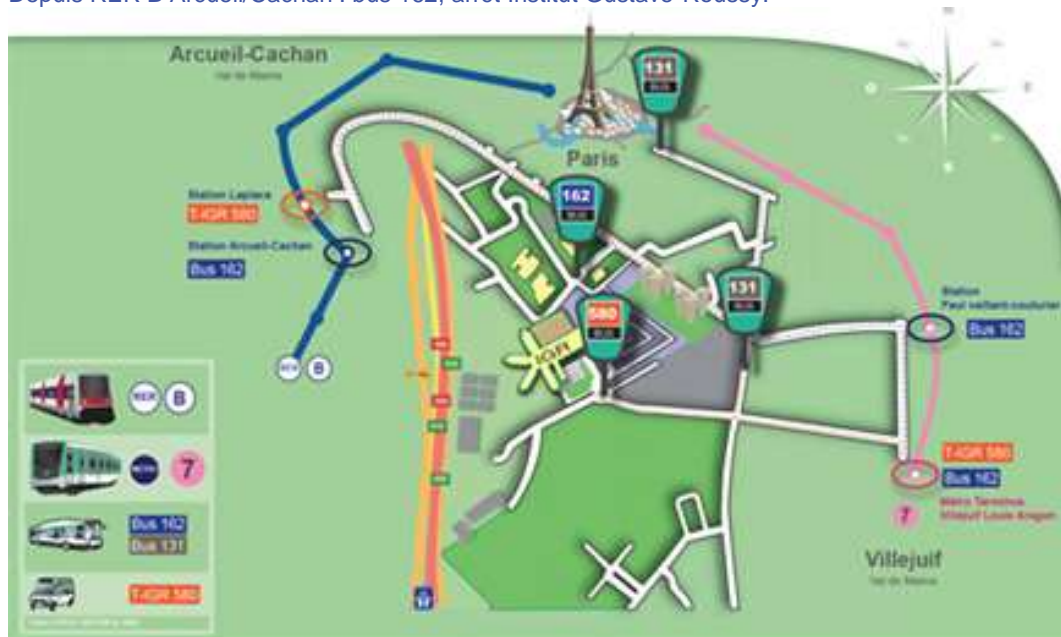 Depuis RER D'Arcueil/Cachan : bus 162, arrêt Institut Gustave Roussy.
Arcueil-Cachan
Val de Marne
131
BUS
Paris
162
BUS
Station Laplace
T-IGR 580
Station Arcueil-Cachan
Bus 162
131
BUS
580
BUS
Station
Paul vaillant-couturier
Bus 162
RER B
RER B
T-IGR 580
Bus 162
METRO 7
7
Métro Terminus
Villejuif Louis Aragon
Bus 162
Bus 131
Villejuif
Val de Marne
T-IGR 580